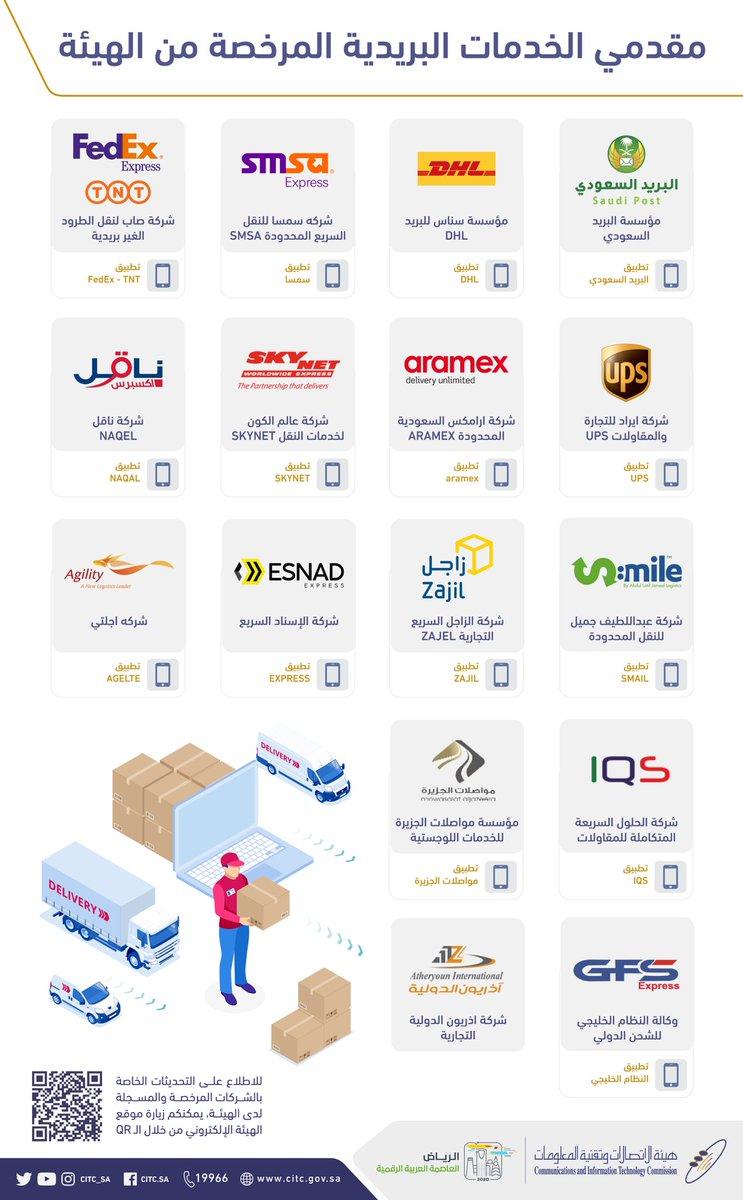 مقدمي الخدمات البريدية المرخصة من الهيئة
البريد السعودي
Saudi Post
مؤسسة البريد
السعودي
تطبيق
البريد السعودي
DHL
مؤسسة سناس للبريد
DHL
تطبيق
DHL
smsa
Express
شركه سمسا للنقل
السريع المحدودة SMSA
تطبيق
سمسا
FedEx
Express
TNT
شركة صاب لنقل الطرود
الغير بريدية
تطبيق
FedEx - TNT
ups
شركة ايراد للتجارة
والمقاولات UPS
تطبيق
UPS
aramex
delivery unlimited
شركة ارامكس السعودية
المحدودة ARAMEX
تطبيق
aramex
SKYNET
WORLDWIDE EXPRESS
The Partnership that delivers
شركة عالم الكون
لخدمات النقل SKYNET
تطبيق
SKYNET
ناقل
اكسبرس
شركة ناقل
NAQEL
تطبيق
NAQAL
S:mile
By Abdul Latif Jameel Logistics
شركة عبداللطيف جميل
للنقل المحدودة
تطبيق
SMAIL
زاجل
Zajil
شركة الزاجل السريع
التجارية ZAJEL
تطبيق
ZAJIL
ESNAD
EXPRESS
شركة الإسناد السريع
تطبيق
EXPRESS
Agility
A New Logistics Leader
شركه اجلتي
تطبيق
AGELTE
IQS
شركة الحلول السريعة
المتكاملة للمقاولات
تطبيق
IQS
مواصلات الجزيرة
mowasalat aljazeera
مؤسسة مواصلات الجزيرة
للخدمات اللوجستية
تطبيق
مواصلات الجزيرة
DELIVERY
DELIVERY
GFS
Express
وكالة النظام الخليجي
للشحن الدولي
تطبيق
النظام الخليجي
Atheryoun International
آذريون الدولية
شركة اذريون الدولية
التجارية
للاطلاع على التحديثات الخاصة
بالشركات المرخصة والمسجلة
لدى الهيئة، يمكنكم زيارة موقع
الهيئة الإلكتروني من خلال الـ QR
هيئة الاتصالات وتقنية المعلومات
Communications and Information Technology Commission
الرياض
العاصمة العربية الرقمية
2020
CITC_SA
CITC.SA
19966
www.citc.gov.sa